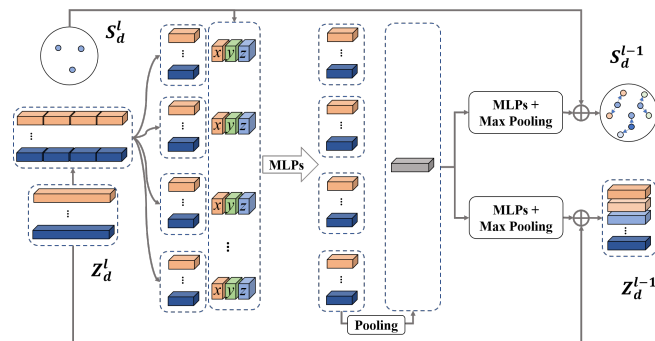 S_d^l
S_d^{l-1}
x y z
⋮
x y z
⋮
MLPs +
Max Pooling
⋮
⋮
MLPs
⋮
x y z
⋮
MLPs +
Max Pooling
⋮
⋮
⋮
Z_d^l
x y z
⋮
Z_d^{l-1}
Pooling